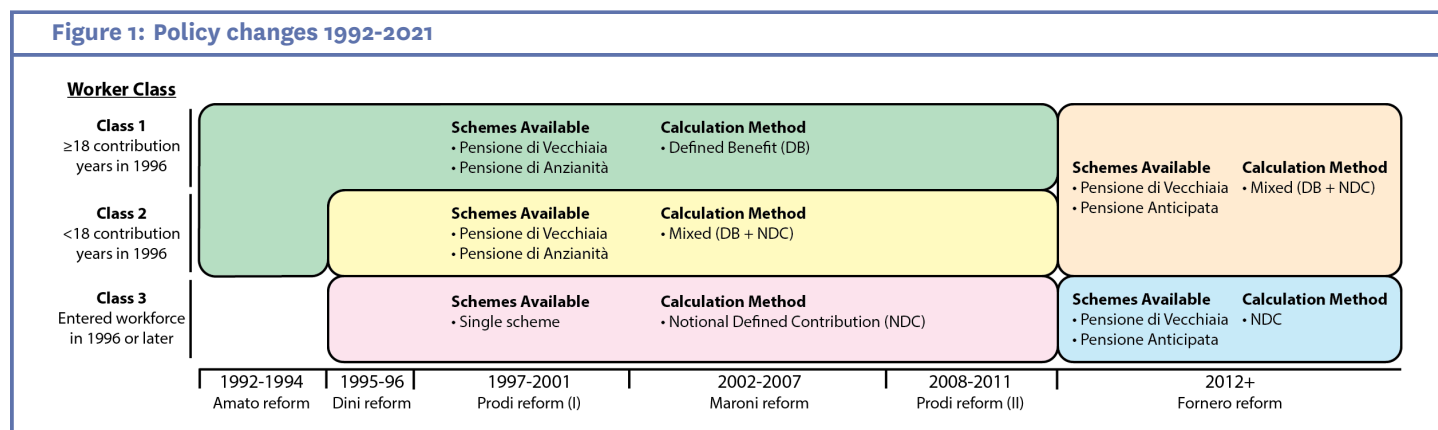 Figure 1: Policy changes 1992-2021
Worker Class
Class 1
≥18 contribution
years in 1996
Schemes Available
• Pensione di Vecchiaia
• Pensione di Anzianità
Calculation Method
• Defined Benefit (DB)
Schemes Available
• Pensione di Vecchiaia
• Pensione Anticipata
Calculation Method
• Mixed (DB + NDC)
Class 2
<18 contribution
years in 1996
Schemes Available
• Pensione di Vecchiaia
• Pensione di Anzianità
Calculation Method
• Mixed (DB + NDC)
Class 3
Entered workforce
in 1996 or later
Schemes Available
• Single scheme
Calculation Method
• Notional Defined Contribution (NDC)
Schemes Available
• Pensione di Vecchiaia
• Pensione Anticipata
Calculation Method
• NDC
1992-1994
Amato reform
1995-96
Dini reform
1997-2001
Prodi reform (I)
2002-2007
Maroni reform
2008-2011
Prodi reform (II)
2012+
Fornero reform